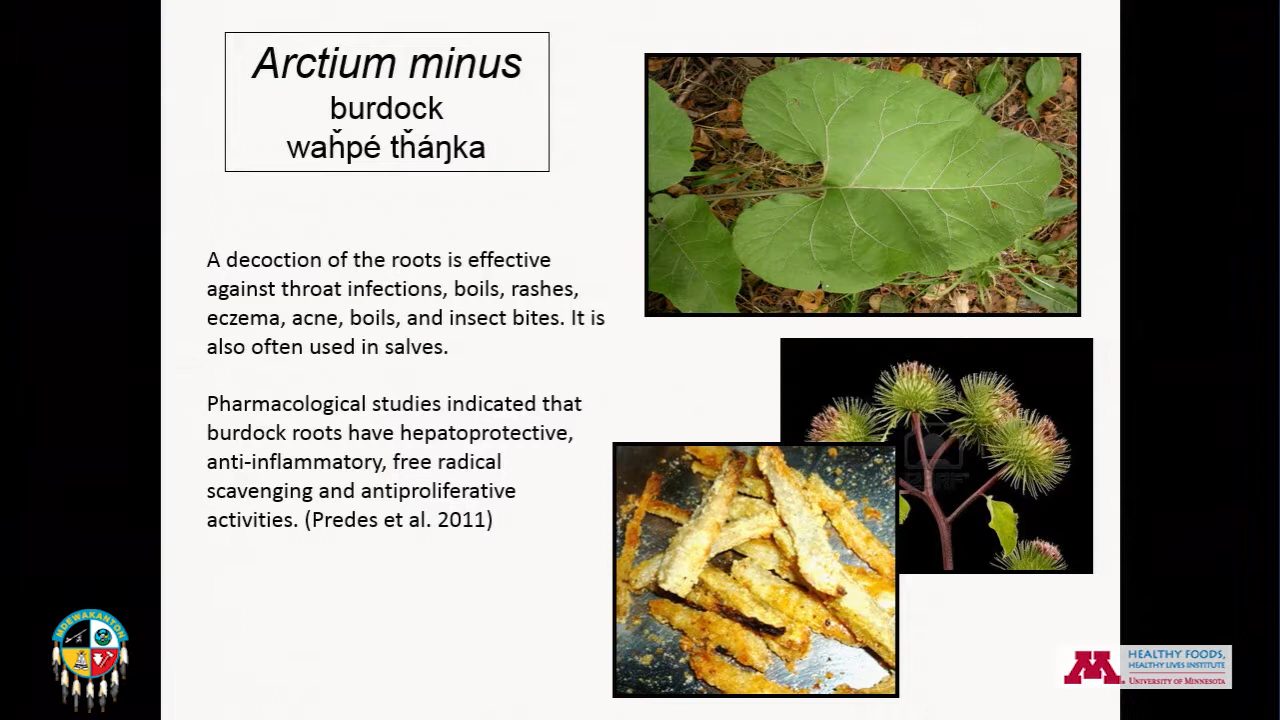 Arctium minus
burdock
waȟpé tȟáŋka
A decoction of the roots is effective
against throat infections, boils, rashes,
eczema, acne, boils, and insect bites. It is
also often used in salves.
Pharmacological studies indicated that
burdock roots have hepatoprotective,
anti-inflammatory, free radical
scavenging and antiproliferative
activities. (Predes et al. 2011)
MDEWAKANTON
M
HEALTHY FOODS,
HEALTHY LIVES INSTITUTE
UNIVERSITY OF MINNESOTA